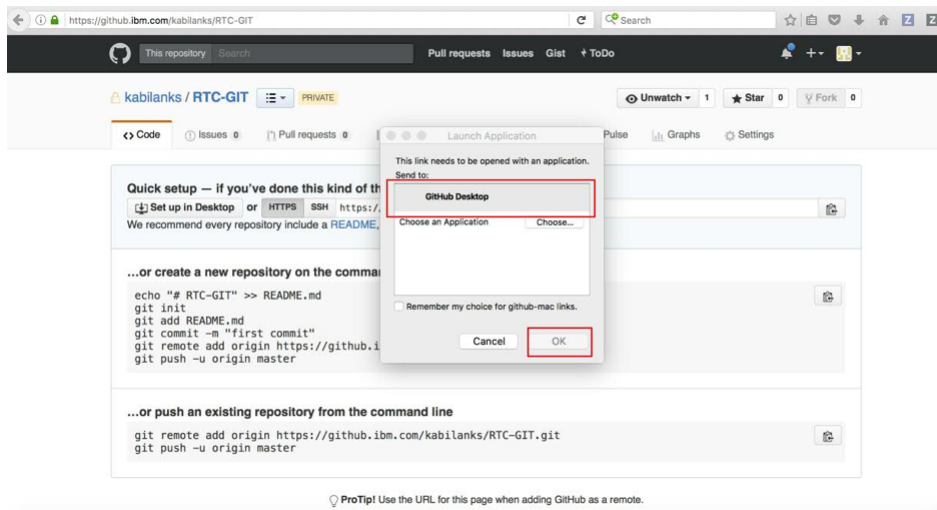 https://github.ibm.com/kabilanks/RTC-GIT
Search
This repository Search
Pull requests Issues Gist + ToDo
kabilanks / RTC-GIT PRIVATE
Unwatch 1 Star 0 Fork 0
Code Issues 0 Pull requests 0 Pulse Graphs Settings
Launch Application
This link needs to be opened with an application.
Send to:
GitHub Desktop
Choose an Application Choose...
Remember my choice for github-mac links.
Cancel OK
Quick setup — if you've done this kind of th
Set up in Desktop or HTTPS SSH https:/
We recommend every repository include a README,
...or create a new repository on the comma
echo "# RTC-GIT" >> README.md
git init
git add README.md
git commit -m "first commit"
git remote add origin https://github.i
git push -u origin master
...or push an existing repository from the command line
git remote add origin https://github.ibm.com/kabilanks/RTC-GIT.git
git push -u origin master
ProTip! Use the URL for this page when adding GitHub as a remote.